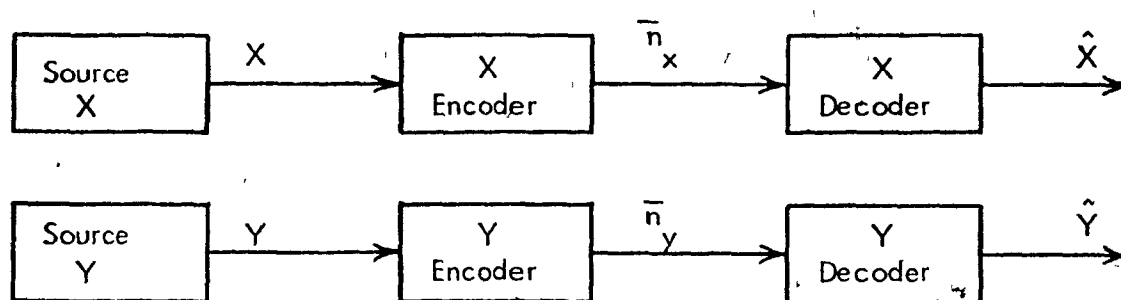 Source X
X
X Encoder
n̅x
X Decoder
X̂
Source Y
Y
Y Encoder
n̅y
Y Decoder
Ŷ